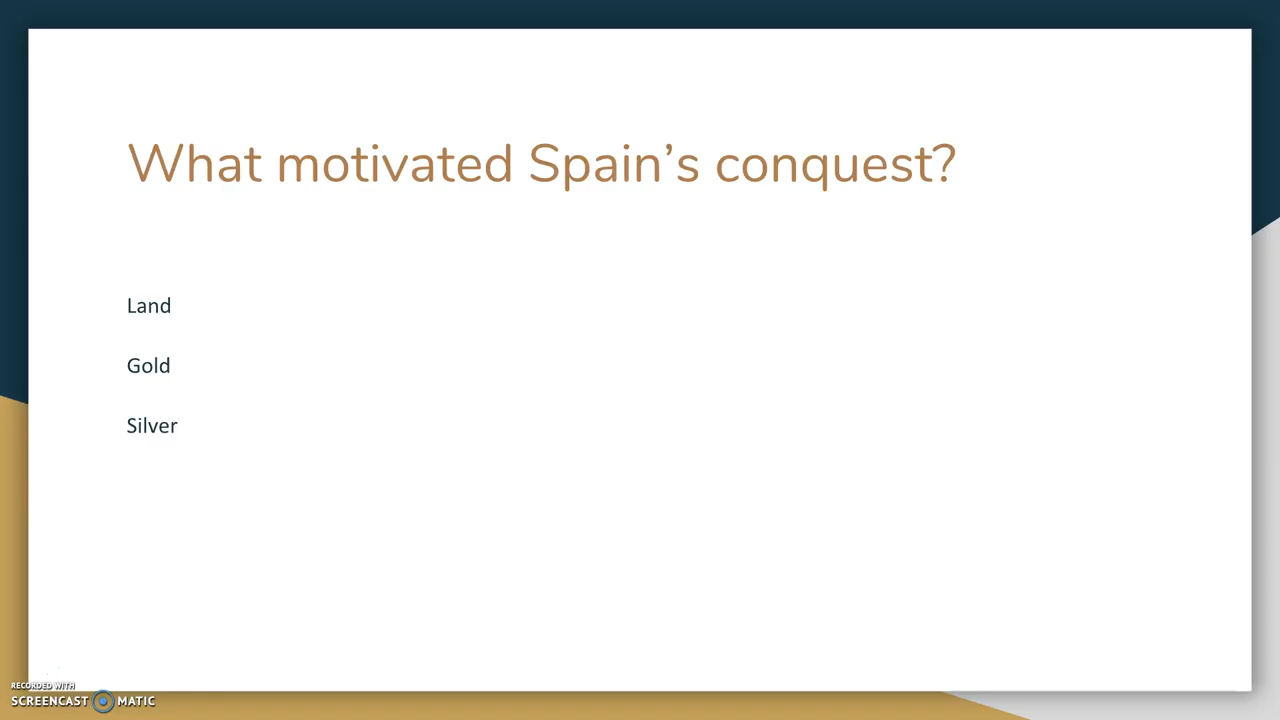 What motivated Spain’s conquest?
Land
Gold
Silver
RECORDED WITH
SCREENCAST MATIC